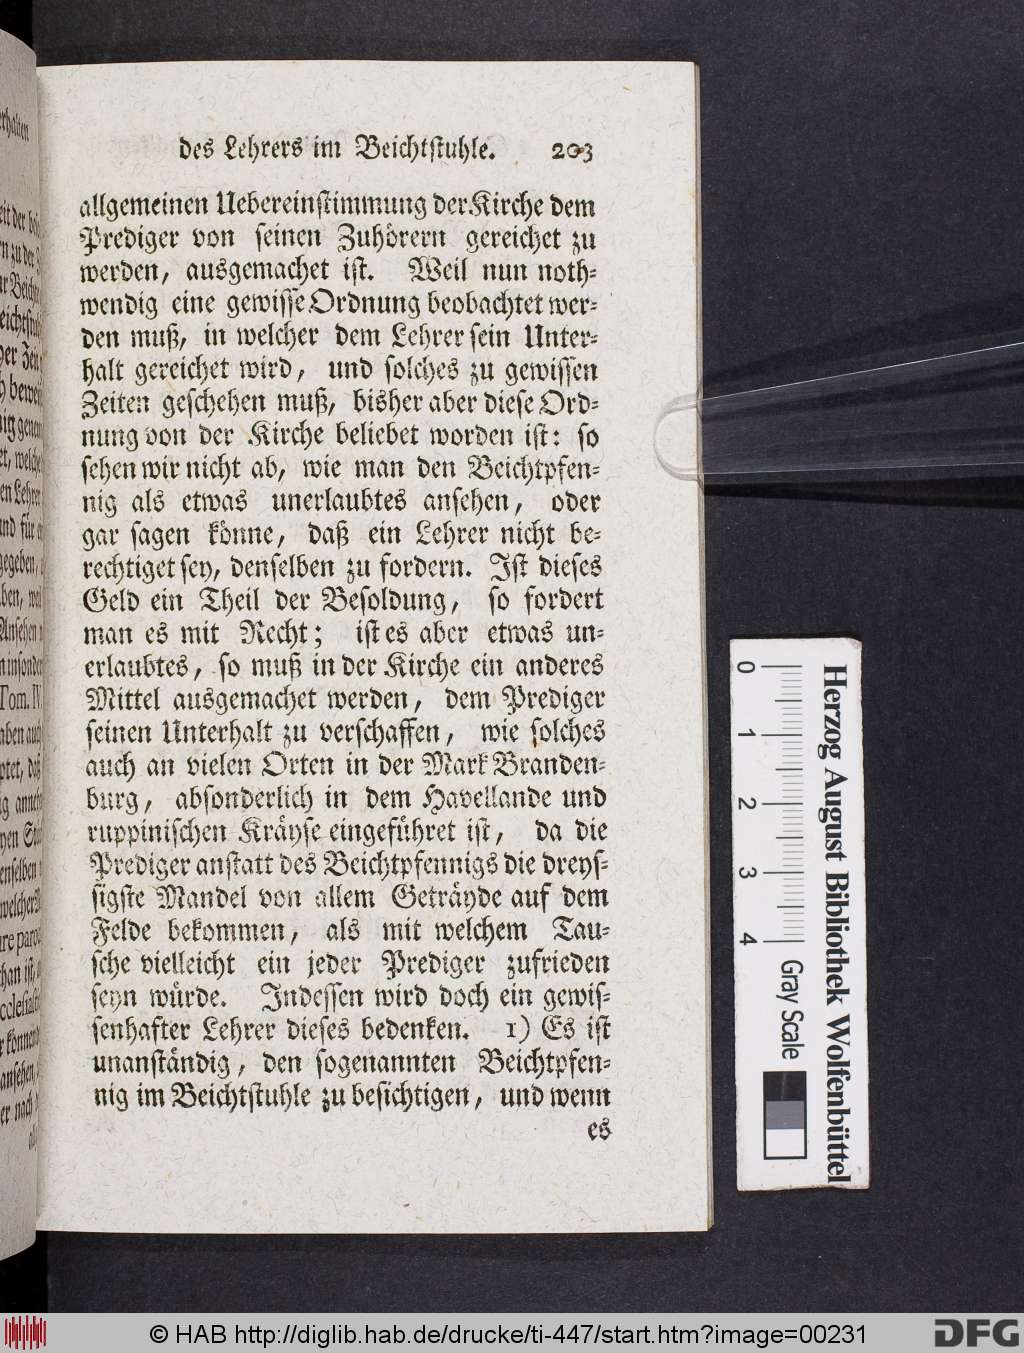 des Lehrers im Beichtstuhle. 203
allgemeinen Uebereinstimmung der Kirche dem
Prediger von seinen Zuhörern gereichet zu
werden, ausgemachet ist. Weil nun noth-
wendig eine gewisse Ordnung beobachtet wer-
den muß, in welcher dem Lehrer sein Unter-
halt gereichet wird, und solches zu gewissen
Zeiten geschehen muß, bisher aber diese Ord-
nung von der Kirche beliebet worden ist: so
sehen wir nicht ab, wie man den Beichtpfen-
nig als etwas unerlaubtes ansehen, oder
gar sagen könne, daß ein Lehrer nicht be-
rechtiget sey, denselben zu fordern. Ist dieses
Geld ein Theil der Besoldung, so fordert
man es mit Recht; ist es aber etwas un-
erlaubtes, so muß in der Kirche ein anderes
Mittel ausgemachet werden, dem Prediger
seinen Unterhalt zu verschaffen, wie solches
auch an vielen Orten in der Mark Branden-
burg, absonderlich in dem Havellande und
ruppinischen Kräyse eingeführet ist, da die
Prediger anstatt des Beichtpfennigs die dreys-
sigste Mandel von allem Geträyde auf dem
Felde bekommen, als mit welchem Tau-
sche vielleicht ein jeder Prediger zufrieden
seyn würde. Indessen wird doch ein gewis-
senhafter Lehrer dieses bedenken. 1) Es ist
unanständig, den sogenannten Beichtpfen-
nig im Beichtstuhle zu besichtigen, und wenn
es
0 1 2 3 4
Gray Scale
Herzog August Bibliothek Wolfenbüttel
© HAB http://diglib.hab.de/drucke/ti-447/start.htm?image=00231
DFG